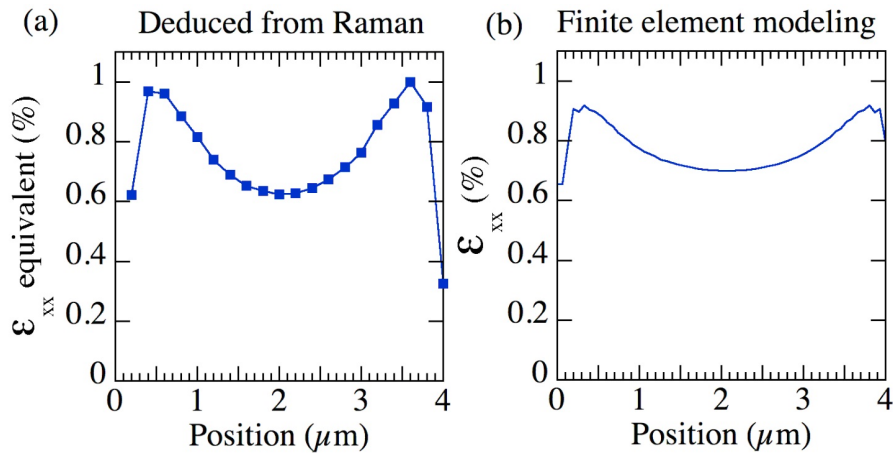 (a) Deduced from Raman
ε xx equivalent (%)
1
0.8
0.6
0.4
0.2
0
0 1 2 3 4
Position (µm)
(b) Finite element modeling
ε xx (%)
1
0.8
0.6
0.4
0.2
0
0 1 2 3 4
Position (µm)